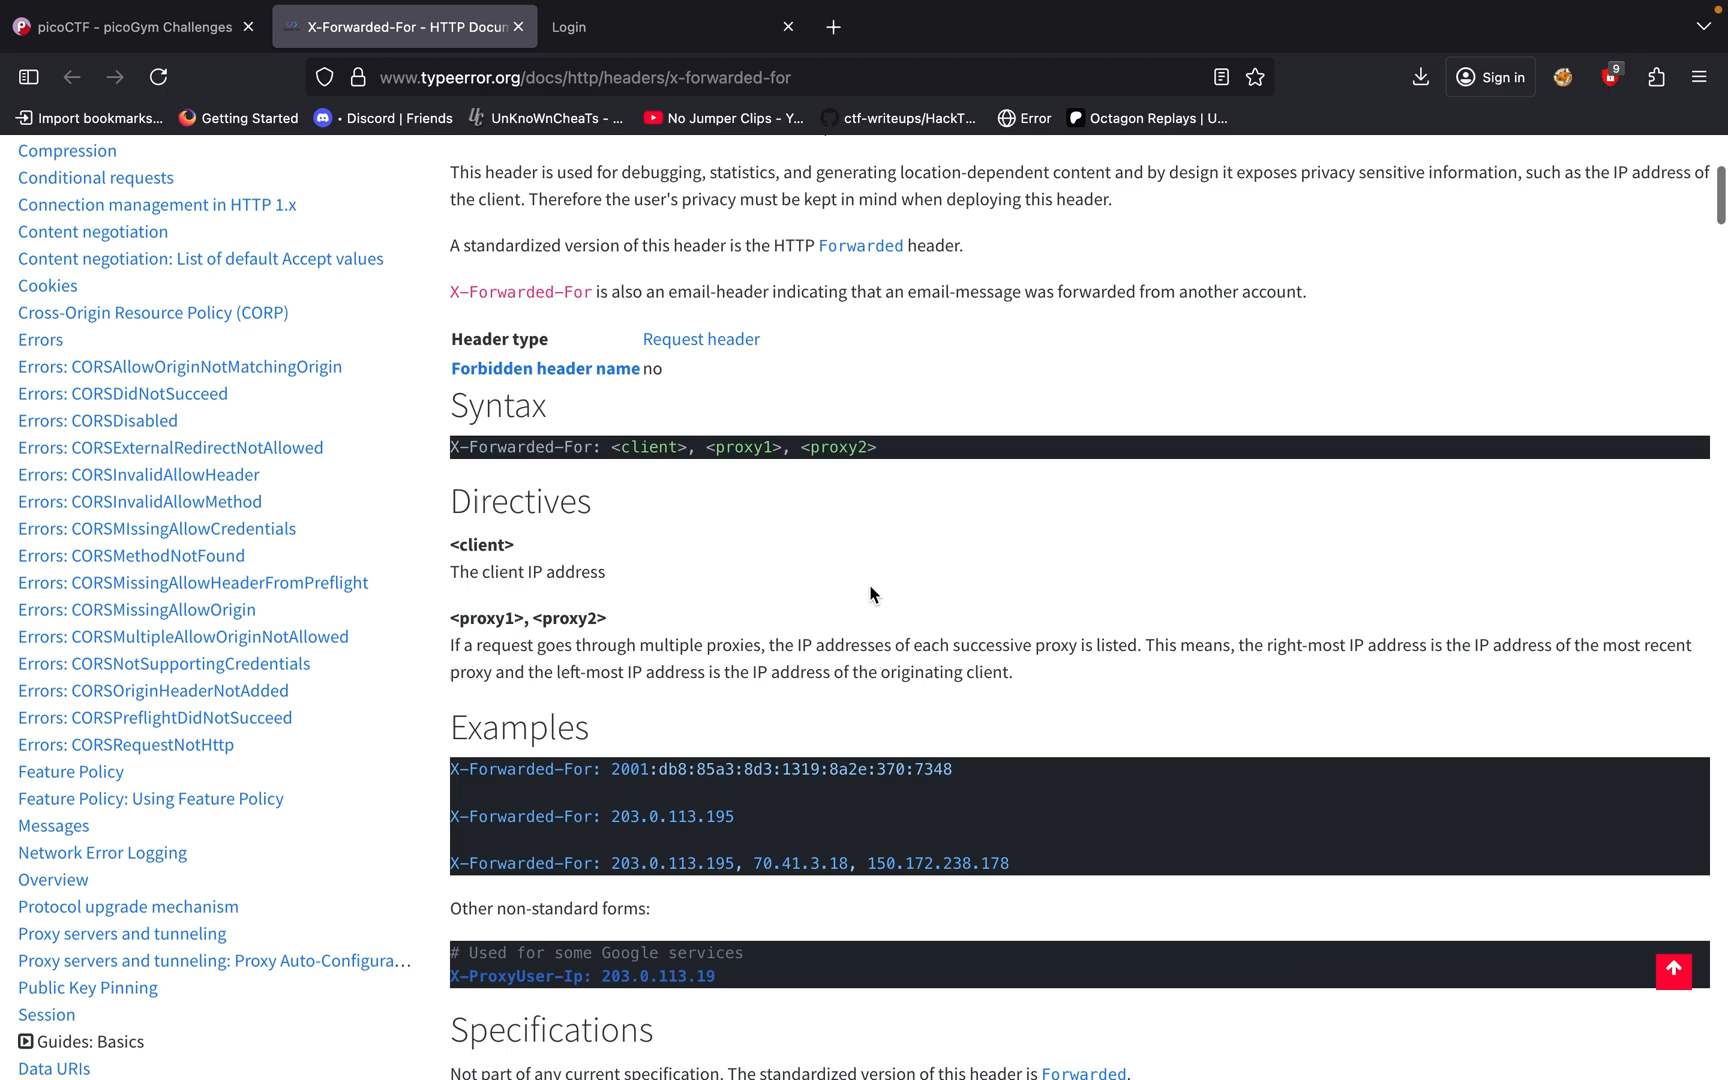 picoCTF - picoGym Challenges
X-Forwarded-For - HTTP Docum
Login
www.typeerror.org/docs/http/headers/x-forwarded-for
Sign in
9
Import bookmarks...
Getting Started
• Discord | Friends
UnKnoWnCheaTs - ...
No Jumper Clips - Y...
ctf-writeups/HackT...
Error
Octagon Replays | U...
Compression
Conditional requests
Connection management in HTTP 1.x
Content negotiation
Content negotiation: List of default Accept values
Cookies
Cross-Origin Resource Policy (CORP)
Errors
Errors: CORSAllowOriginNotMatchingOrigin
Errors: CORSDidNotSucceed
Errors: CORSDisabled
Errors: CORSExternalRedirectNotAllowed
Errors: CORSInvalidAllowHeader
Errors: CORSInvalidAllowMethod
Errors: CORSMIssingAllowCredentials
Errors: CORSMethodNotFound
Errors: CORSMissingAllowHeaderFromPreflight
Errors: CORSMissingAllowOrigin
Errors: CORSMultipleAllowOriginNotAllowed
Errors: CORSNotSupportingCredentials
Errors: CORSOriginHeaderNotAdded
Errors: CORSPreflightDidNotSucceed
Errors: CORSRequestNotHttp
Feature Policy
Feature Policy: Using Feature Policy
Messages
Network Error Logging
Overview
Protocol upgrade mechanism
Proxy servers and tunneling
Proxy servers and tunneling: Proxy Auto-Configura...
Public Key Pinning
Session
Guides: Basics
Data URIs
This header is used for debugging, statistics, and generating location-dependent content and by design it exposes privacy sensitive information, such as the IP address of
the client. Therefore the user's privacy must be kept in mind when deploying this header.
A standardized version of this header is the HTTP Forwarded header.
X-Forwarded-For is also an email-header indicating that an email-message was forwarded from another account.
Header type Request header
Forbidden header name no
Syntax
X-Forwarded-For: <client>, <proxy1>, <proxy2>
Directives
<client>
The client IP address
<proxy1>, <proxy2>
If a request goes through multiple proxies, the IP addresses of each successive proxy is listed. This means, the right-most IP address is the IP address of the most recent
proxy and the left-most IP address is the IP address of the originating client.
Examples
X-Forwarded-For: 2001:db8:85a3:8d3:1319:8a2e:370:7348
X-Forwarded-For: 203.0.113.195
X-Forwarded-For: 203.0.113.195, 70.41.3.18, 150.172.238.178
Other non-standard forms:
# Used for some Google services
X-ProxyUser-Ip: 203.0.113.19
Specifications
Not part of any current specification. The standardized version of this header is Forwarded.